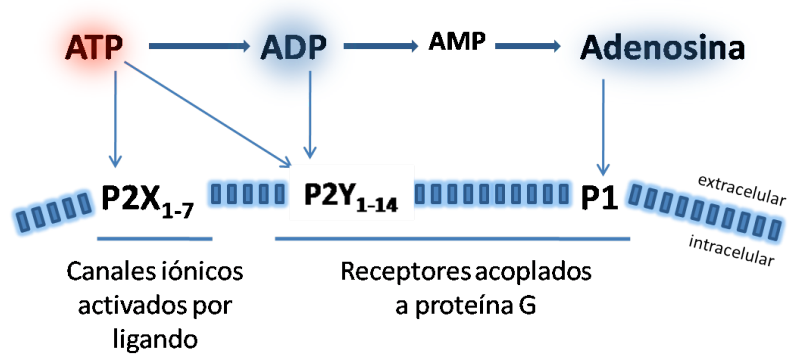 ATP ADP AMP Adenosina
P2X1-7 P2Y1-14 P1 extracelular
intracelular
Canales iónicos
activados por
ligando
Receptores acoplados
a proteína G